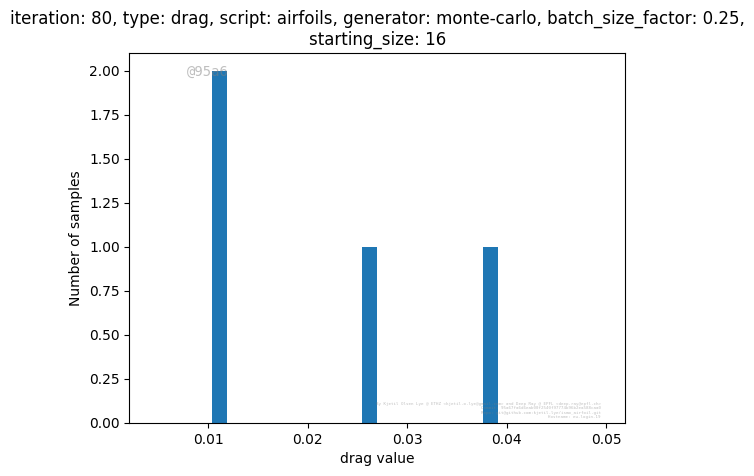 iteration: 80, type: drag, script: airfoils, generator: monte-carlo, batch_size_factor: 0.25,
starting_size: 16
@95a6
2.00
1.75
1.50
1.25
1.00
0.75
0.50
0.25
0.00
Number of samples
0.01
0.02
0.03
0.04
0.05
drag value